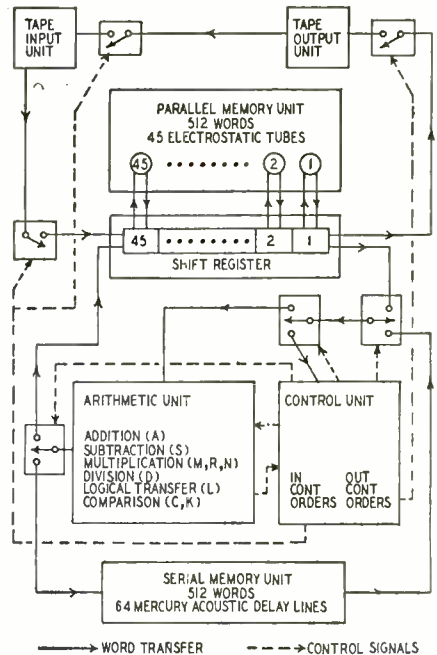 TAPE
INPUT
UNIT
TAPE
OUTPUT
UNIT
PARALLEL MEMORY UNIT
512 WORDS
45 ELECTROSTATIC TUBES
45 2 1
45 2 1
SHIFT REGISTER
ARITHMETIC UNIT
ADDITION (A)
SUBTRACTION (S)
MULTIPLICATION (M,R,N)
DIVISION (D)
LOGICAL TRANSFER (L)
COMPARISON (C,K)
CONTROL UNIT
IN
CONT
ORDERS
OUT
CONT
ORDERS
SERIAL MEMORY UNIT
512 WORDS
64 MERCURY ACOUSTIC DELAY LINES
WORD TRANSFER
CONTROL SIGNALS